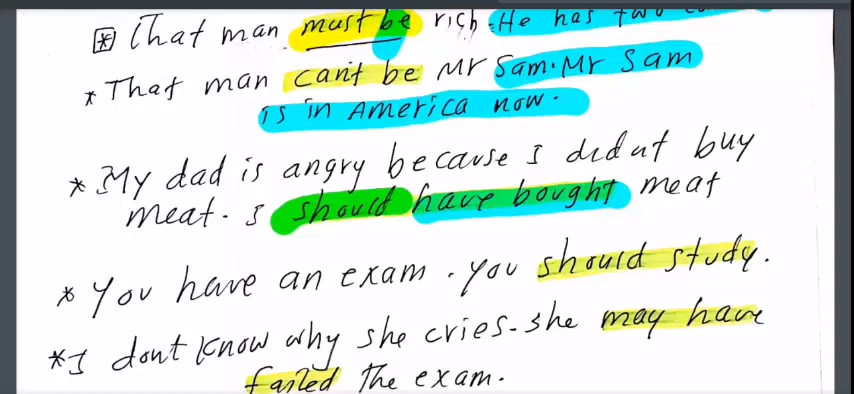 * That man must be rich. He has two
* That man can't be Mr Sam. Mr Sam
is in America now.
* My dad is angry because I didnt buy
meat. I should have bought meat
* You have an exam. you should study.
*I dont know why she cries. she may have
failed the exam.